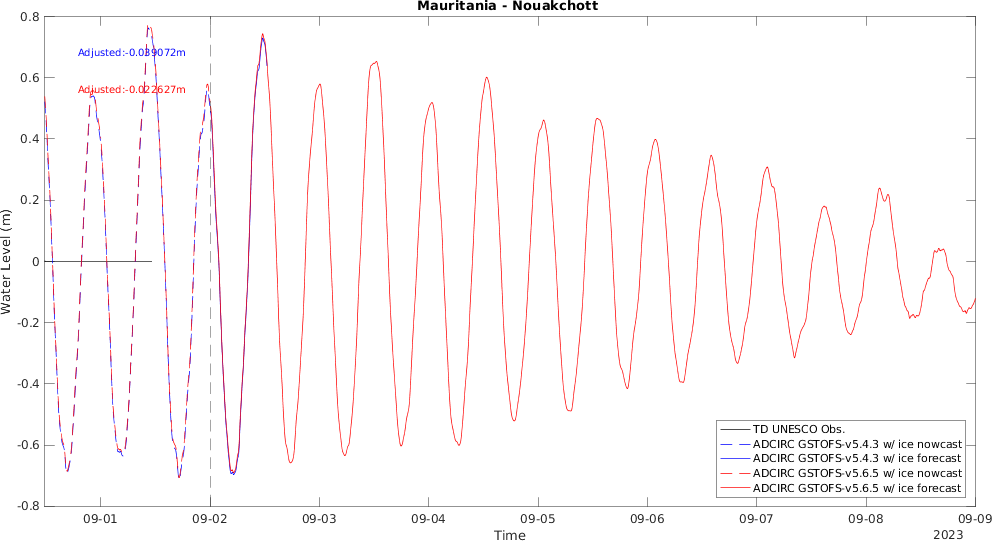 Mauritania - Nouakchott
0.8
0.6
0.4
0.2
0
-0.2
-0.4
-0.6
-0.8
Water Level (m)
Adjusted:-0.039072m
Adjusted:-0.022627m
TD UNESCO Obs.
ADCIRC GSTOFS-v5.4.3 w/ ice nowcast
ADCIRC GSTOFS-v5.4.3 w/ ice forecast
ADCIRC GSTOFS-v5.6.5 w/ ice nowcast
ADCIRC GSTOFS-v5.6.5 w/ ice forecast
09-01 09-02 09-03 09-04 09-05 09-06 09-07 09-08 09-09
Time
2023